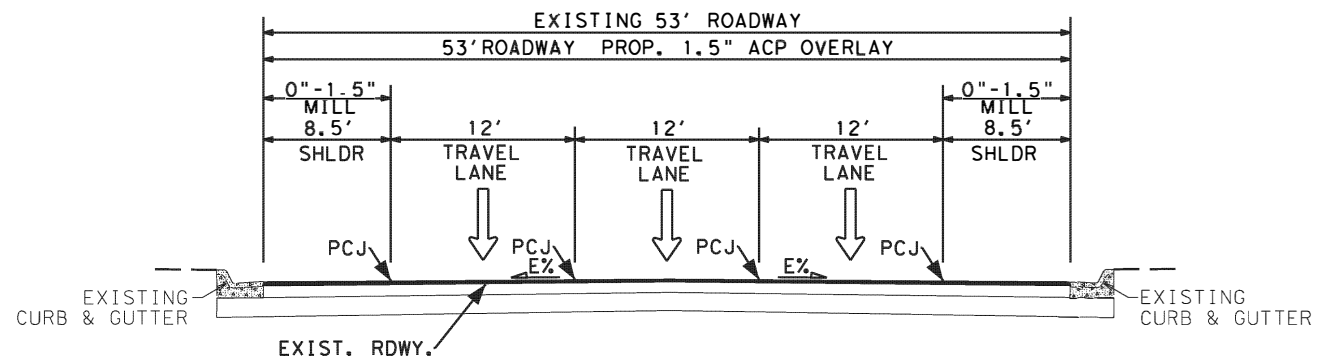 EXISTING 53' ROADWAY
53'ROADWAY PROP. 1.5" ACP OVERLAY
0"-1.5" 0"-1.5"
MILL MILL
8.5' 12' 12' 12' 8.5'
SHLDR TRAVEL TRAVEL TRAVEL SHLDR
LANE LANE LANE
PCJ PCJ PCJ PCJ
E% E%
EXISTING EXISTING
CURB & GUTTER CURB & GUTTER
EXIST. RDWY.